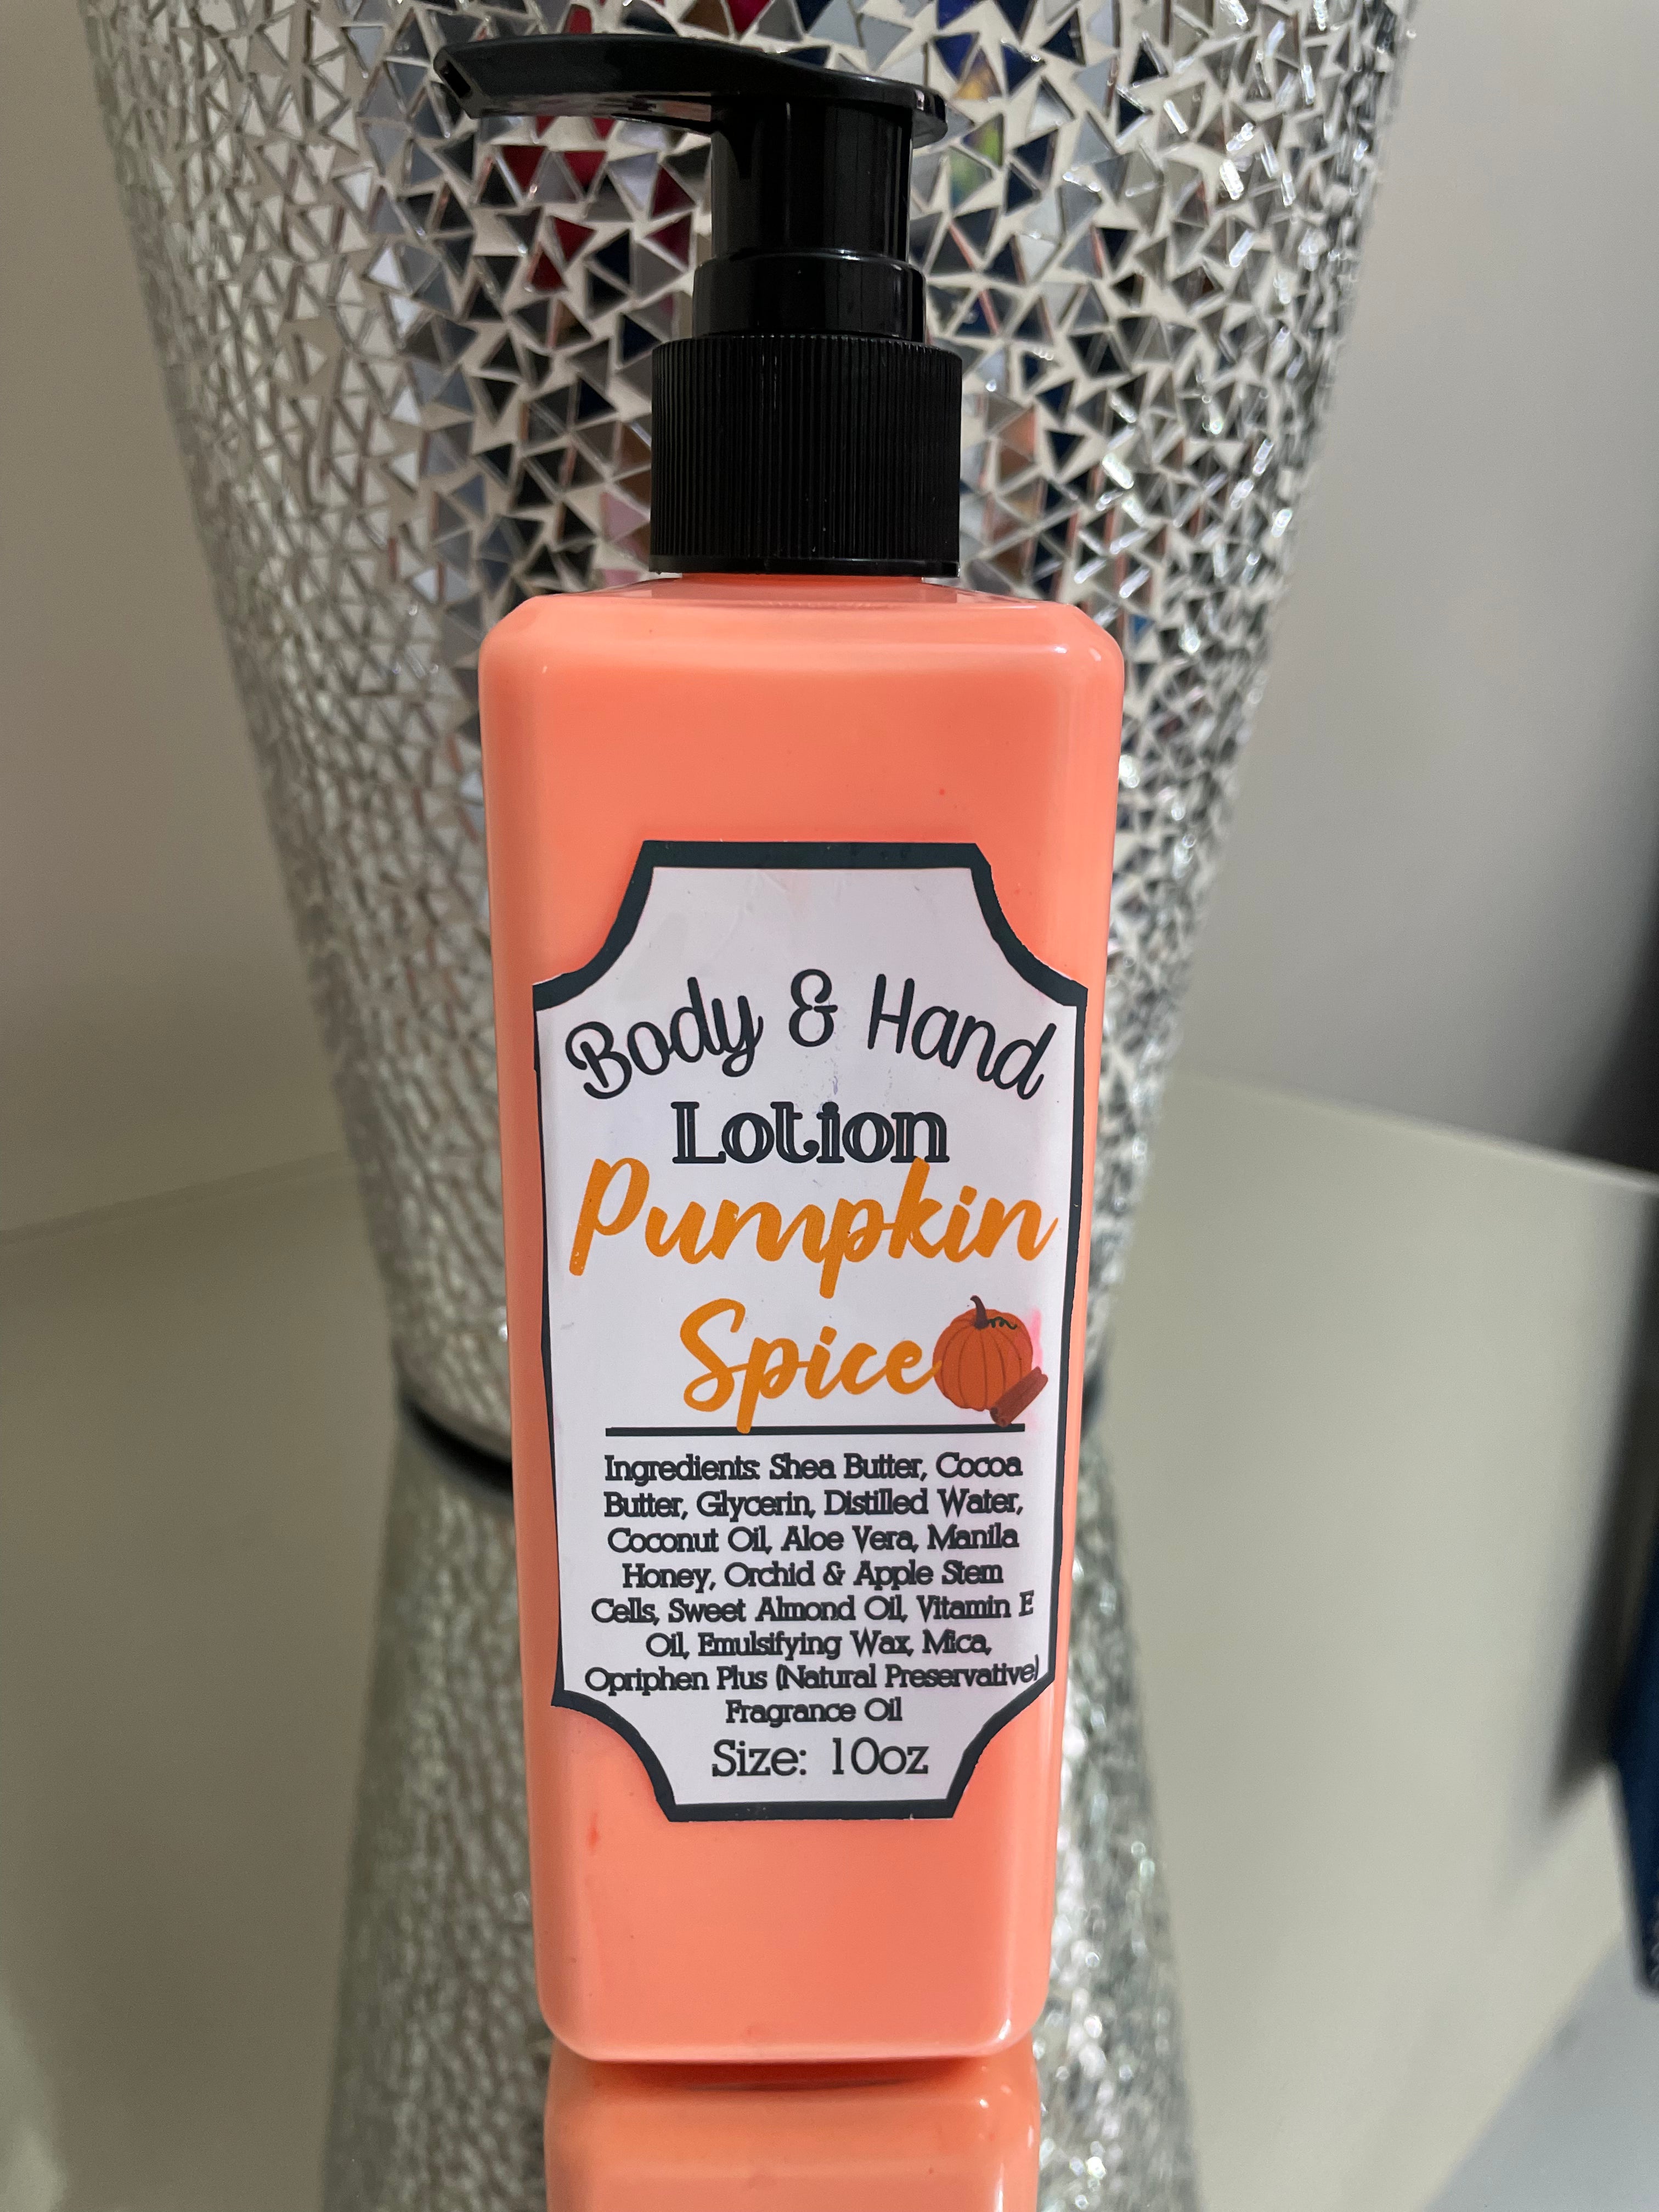 Body & Hand
Lotion
Pumpkin
Spice
Ingredients: Shea Butter, Cocoa
Butter, Glycerin, Distilled Water,
Coconut Oil, Aloe Vera, Manila
Honey, Orchid & Apple Stem
Cells, Sweet Almond Oil, Vitamin E
Oil, Emulsifying Wax, Mica,
Opriphen Plus (Natural Preservative)
Fragrance Oil
Size: 10oz